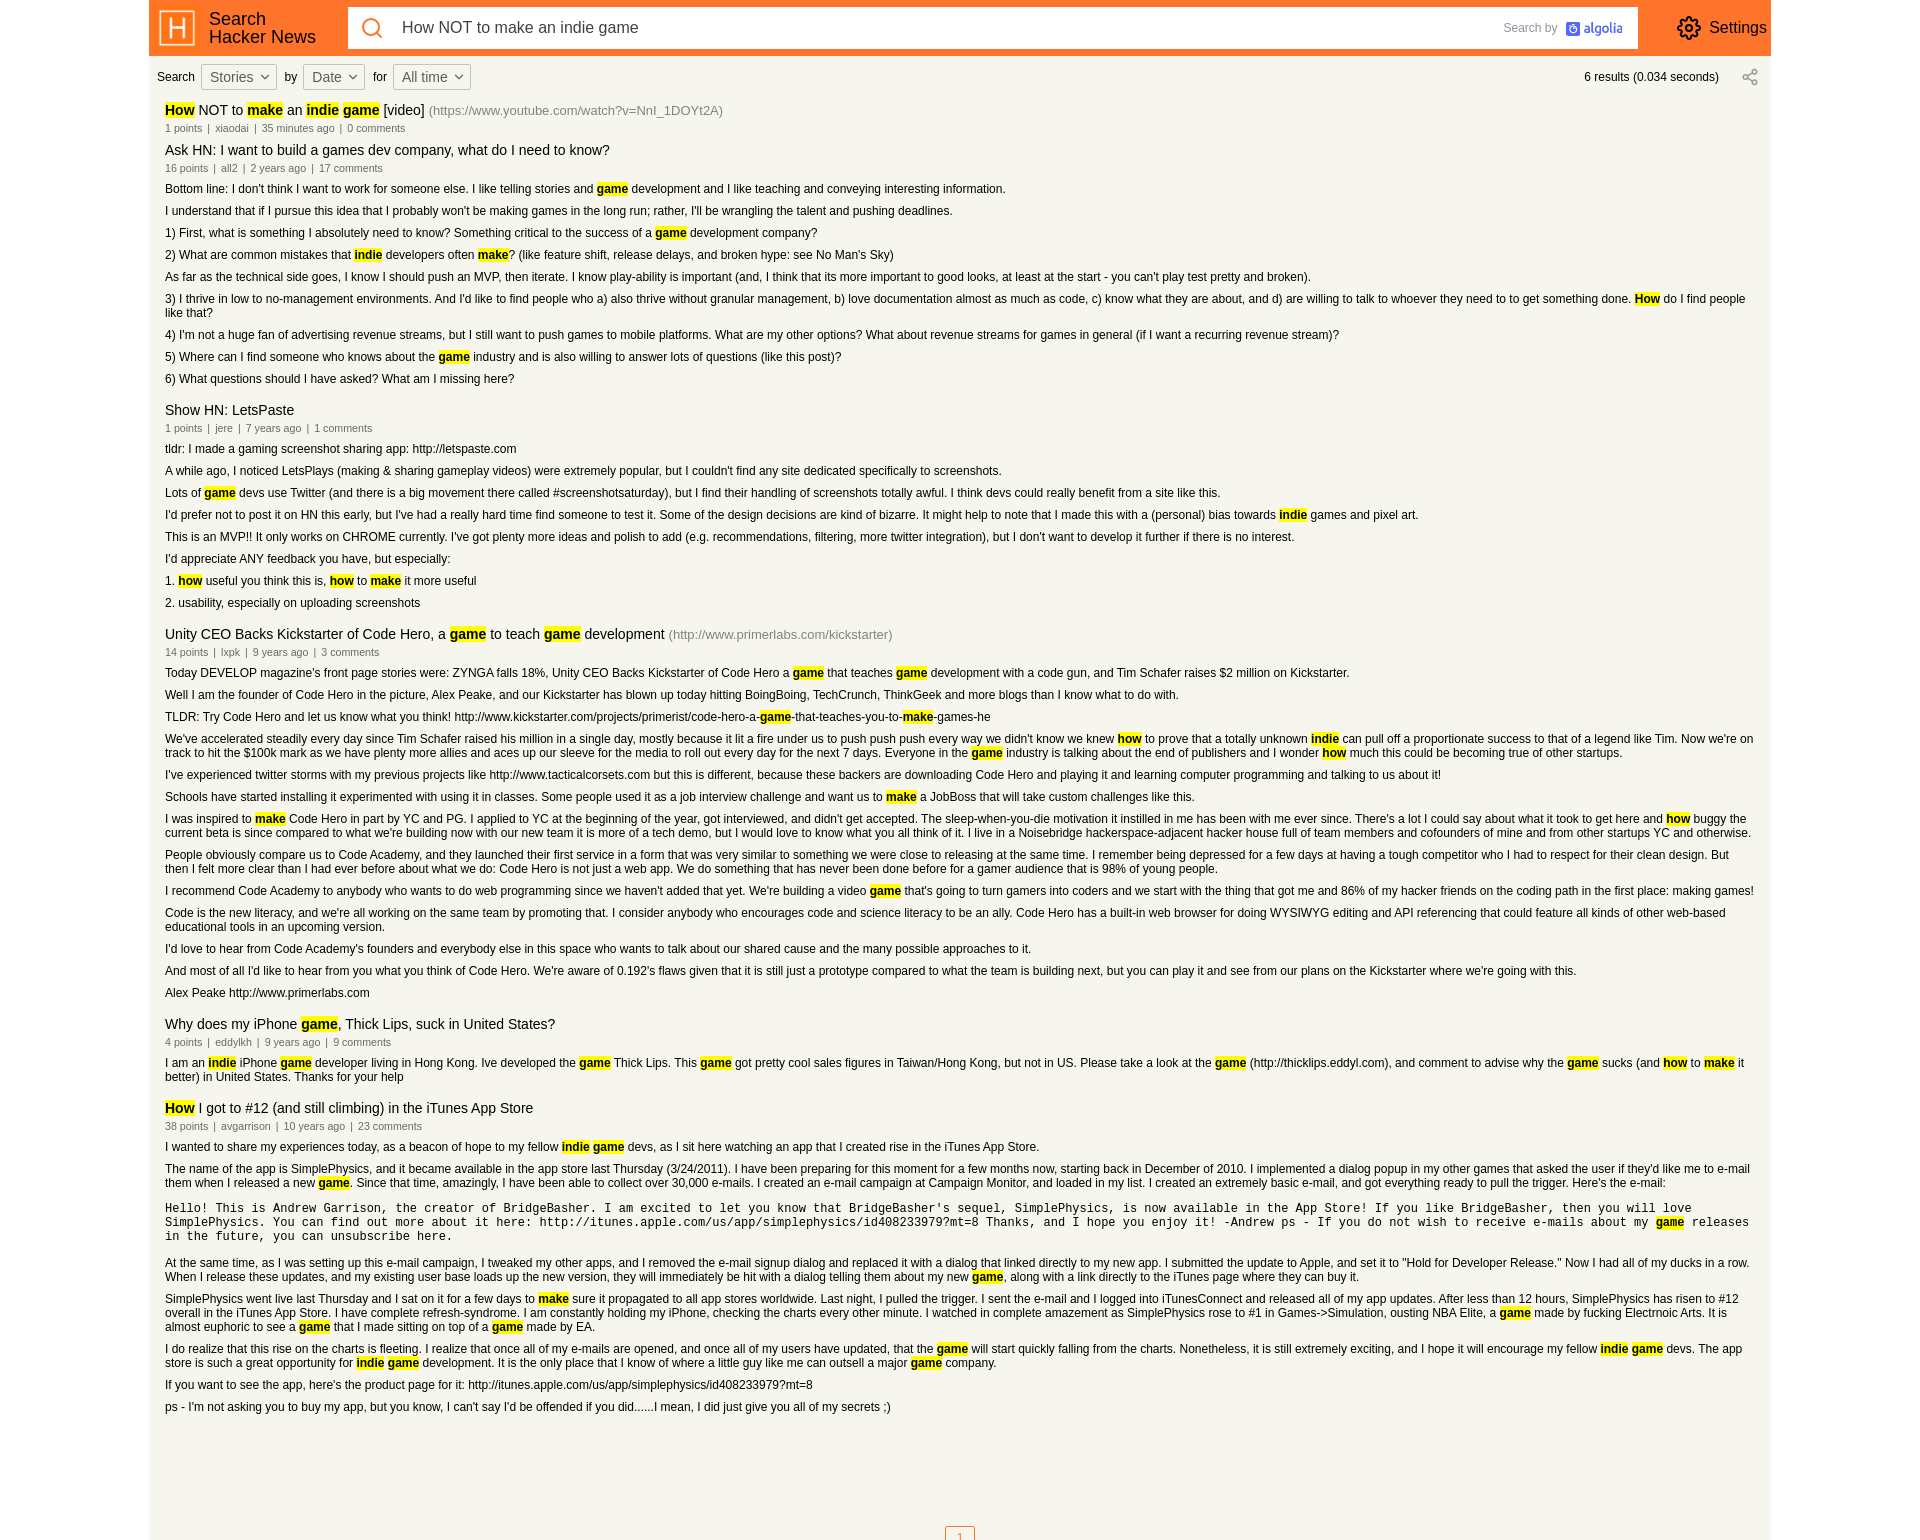 Search
Hacker News
How NOT to make an indie game
Search by algolia
Settings
Search Stories by Date for All time
6 results (0.034 seconds)
How NOT to make an indie game [video] (https://www.youtube.com/watch?v=NnI_1DOYt2A)
1 points | xiaodai | 35 minutes ago | 0 comments
Ask HN: I want to build a games dev company, what do I need to know?
16 points | all2 | 2 years ago | 17 comments
Bottom line: I don't think I want to work for someone else. I like telling stories and game development and I like teaching and conveying interesting information.
I understand that if I pursue this idea that I probably won't be making games in the long run; rather, I'll be wrangling the talent and pushing deadlines.
1) First, what is something I absolutely need to know? Something critical to the success of a game development company?
2) What are common mistakes that indie developers often make? (like feature shift, release delays, and broken hype: see No Man's Sky)
As far as the technical side goes, I know I should push an MVP, then iterate. I know play-ability is important (and, I think that its more important to good looks, at least at the start - you can't play test pretty and broken).
3) I thrive in low to no-management environments. And I'd like to find people who a) also thrive without granular management, b) love documentation almost as much as code, c) know what they are about, and d) are willing to talk to whoever they need to to get something done. How do I find people
like that?
4) I'm not a huge fan of advertising revenue streams, but I still want to push games to mobile platforms. What are my other options? What about revenue streams for games in general (if I want a recurring revenue stream)?
5) Where can I find someone who knows about the game industry and is also willing to answer lots of questions (like this post)?
6) What questions should I have asked? What am I missing here?
Show HN: LetsPaste
1 points | jere | 7 years ago | 1 comments
tldr: I made a gaming screenshot sharing app: http://letspaste.com
A while ago, I noticed LetsPlays (making & sharing gameplay videos) were extremely popular, but I couldn't find any site dedicated specifically to screenshots.
Lots of game devs use Twitter (and there is a big movement there called #screenshotsaturday), but I find their handling of screenshots totally awful. I think devs could really benefit from a site like this.
I'd prefer not to post it on HN this early, but I've had a really hard time find someone to test it. Some of the design decisions are kind of bizarre. It might help to note that I made this with a (personal) bias towards indie games and pixel art.
This is an MVP!! It only works on CHROME currently. I've got plenty more ideas and polish to add (e.g. recommendations, filtering, more twitter integration), but I don't want to develop it further if there is no interest.
I'd appreciate ANY feedback you have, but especially:
1. how useful you think this is, how to make it more useful
2. usability, especially on uploading screenshots
Unity CEO Backs Kickstarter of Code Hero, a game to teach game development (http://www.primerlabs.com/kickstarter)
14 points | lxpk | 9 years ago | 3 comments
Today DEVELOP magazine's front page stories were: ZYNGA falls 18%, Unity CEO Backs Kickstarter of Code Hero a game that teaches game development with a code gun, and Tim Schafer raises $2 million on Kickstarter.
Well I am the founder of Code Hero in the picture, Alex Peake, and our Kickstarter has blown up today hitting BoingBoing, TechCrunch, ThinkGeek and more blogs than I know what to do with.
TLDR: Try Code Hero and let us know what you think! http://www.kickstarter.com/projects/primerist/code-hero-a-game-that-teaches-you-to-make-games-he
We've accelerated steadily every day since Tim Schafer raised his million in a single day, mostly because it lit a fire under us to push push push every way we didn't know we knew how to prove that a totally unknown indie can pull off a proportionate success to that of a legend like Tim. Now we're on
track to hit the $100k mark as we have plenty more allies and aces up our sleeve for the media to roll out every day for the next 7 days. Everyone in the game industry is talking about the end of publishers and I wonder how much this could be becoming true of other startups.
I've experienced twitter storms with my previous projects like http://www.tacticalcorsets.com but this is different, because these backers are downloading Code Hero and playing it and learning computer programming and talking to us about it!
Schools have started installing it experimented with using it in classes. Some people used it as a job interview challenge and want us to make a JobBoss that will take custom challenges like this.
I was inspired to make Code Hero in part by YC and PG. I applied to YC at the beginning of the year, got interviewed, and didn't get accepted. The sleep-when-you-die motivation it instilled in me has been with me ever since. There's a lot I could say about what it took to get here and how buggy the
current beta is since compared to what we're building now with our new team it is more of a tech demo, but I would love to know what you all think of it. I live in a Noisebridge hackerspace-adjacent hacker house full of team members and cofounders of mine and from other startups YC and otherwise.
People obviously compare us to Code Academy, and they launched their first service in a form that was very similar to something we were close to releasing at the same time. I remember being depressed for a few days at having a tough competitor who I had to respect for their clean design. But
then I felt more clear than I had ever before about what we do: Code Hero is not just a web app. We do something that has never been done before for a gamer audience that is 98% of young people.
I recommend Code Academy to anybody who wants to do web programming since we haven't added that yet. We're building a video game that's going to turn gamers into coders and we start with the thing that got me and 86% of my hacker friends on the coding path in the first place: making games!
Code is the new literacy, and we're all working on the same team by promoting that. I consider anybody who encourages code and science literacy to be an ally. Code Hero has a built-in web browser for doing WYSIWYG editing and API referencing that could feature all kinds of other web-based
educational tools in an upcoming version.
I'd love to hear from Code Academy's founders and everybody else in this space who wants to talk about our shared cause and the many possible approaches to it.
And most of all I'd like to hear from you what you think of Code Hero. We're aware of 0.192's flaws given that it is still just a prototype compared to what the team is building next, but you can play it and see from our plans on the Kickstarter where we're going with this.
Alex Peake http://www.primerlabs.com
Why does my iPhone game, Thick Lips, suck in United States?
4 points | eddylkh | 9 years ago | 9 comments
I am an indie iPhone game developer living in Hong Kong. Ive developed the game Thick Lips. This game got pretty cool sales figures in Taiwan/Hong Kong, but not in US. Please take a look at the game (http://thicklips.eddyl.com), and comment to advise why the game sucks (and how to make it
better) in United States. Thanks for your help
How I got to #12 (and still climbing) in the iTunes App Store
38 points | avgarrison | 10 years ago | 23 comments
I wanted to share my experiences today, as a beacon of hope to my fellow indie game devs, as I sit here watching an app that I created rise in the iTunes App Store.
The name of the app is SimplePhysics, and it became available in the app store last Thursday (3/24/2011). I have been preparing for this moment for a few months now, starting back in December of 2010. I implemented a dialog popup in my other games that asked the user if they'd like me to e-mail
them when I released a new game. Since that time, amazingly, I have been able to collect over 30,000 e-mails. I created an e-mail campaign at Campaign Monitor, and loaded in my list. I created an extremely basic e-mail, and got everything ready to pull the trigger. Here's the e-mail:
Hello! This is Andrew Garrison, the creator of BridgeBasher. I am excited to let you know that BridgeBasher's sequel, SimplePhysics, is now available in the App Store! If you like BridgeBasher, then you will love
SimplePhysics. You can find out more about it here: http://itunes.apple.com/us/app/simplephysics/id408233979?mt=8 Thanks, and I hope you enjoy it! -Andrew ps - If you do not wish to receive e-mails about my game releases
in the future, you can unsubscribe here.
At the same time, as I was setting up this e-mail campaign, I tweaked my other apps, and I removed the e-mail signup dialog and replaced it with a dialog that linked directly to my new app. I submitted the update to Apple, and set it to "Hold for Developer Release." Now I had all of my ducks in a row.
When I release these updates, and my existing user base loads up the new version, they will immediately be hit with a dialog telling them about my new game, along with a link directly to the iTunes page where they can buy it.
SimplePhysics went live last Thursday and I sat on it for a few days to make sure it propagated to all app stores worldwide. Last night, I pulled the trigger. I sent the e-mail and I logged into iTunesConnect and released all of my app updates. After less than 12 hours, SimplePhysics has risen to #12
overall in the iTunes App Store. I have complete refresh-syndrome. I am constantly holding my iPhone, checking the charts every other minute. I watched in complete amazement as SimplePhysics rose to #1 in Games->Simulation, ousting NBA Elite, a game made by fucking Electrnoic Arts. It is
almost euphoric to see a game that I made sitting on top of a game made by EA.
I do realize that this rise on the charts is fleeting. I realize that once all of my e-mails are opened, and once all of my users have updated, that the game will start quickly falling from the charts. Nonetheless, it is still extremely exciting, and I hope it will encourage my fellow indie game devs. The app
store is such a great opportunity for indie game development. It is the only place that I know of where a little guy like me can outsell a major game company.
If you want to see the app, here's the product page for it: http://itunes.apple.com/us/app/simplephysics/id408233979?mt=8
ps - I'm not asking you to buy my app, but you know, I can't say I'd be offended if you did......I mean, I did just give you all of my secrets ;)
1